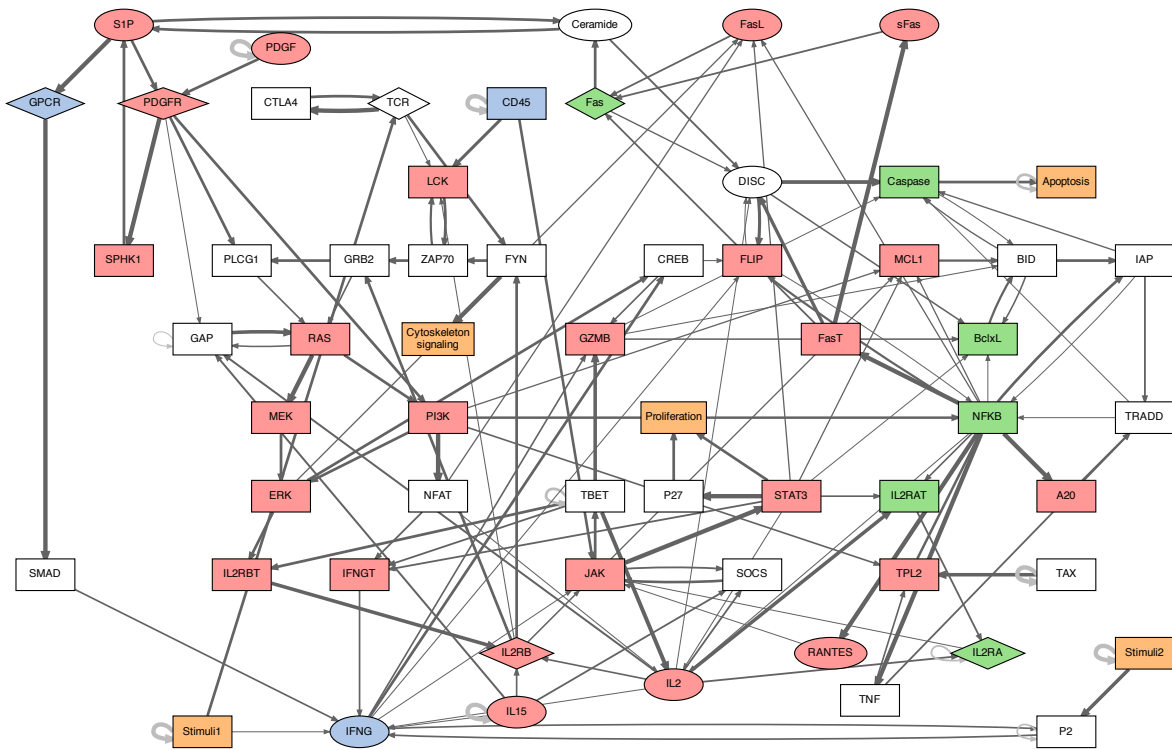 S1P
Ceramide
FasL
sFas
PDGF
GPCR
PDGFR
CTLA4
TCR
CD45
Fas
LCK
DISC
Caspase
Apoptosis
SPHK1
PLCG1
GRB2
ZAP70
FYN
CREB
FLIP
MCL1
BID
IAP
GAP
RAS
Cytoskeleton
signaling
GZMB
FasT
BclxL
MEK
PI3K
Proliferation
NFKB
TRADD
ERK
NFAT
TBET
P27
STAT3
IL2RAT
A20
SMAD
IL2RBT
IFNGT
JAK
SOCS
TPL2
TAX
IL2RB
RANTES
IL2RA
Stimuli2
IL2
TNF
IL15
Stimuli1
IFNG
P2